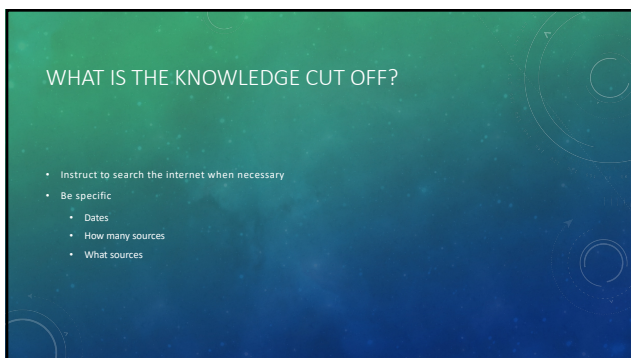 WHAT IS THE KNOWLEDGE CUT OFF?
• Instruct to search the internet when necessary
• Be specific
• Dates
• How many sources
• What sources